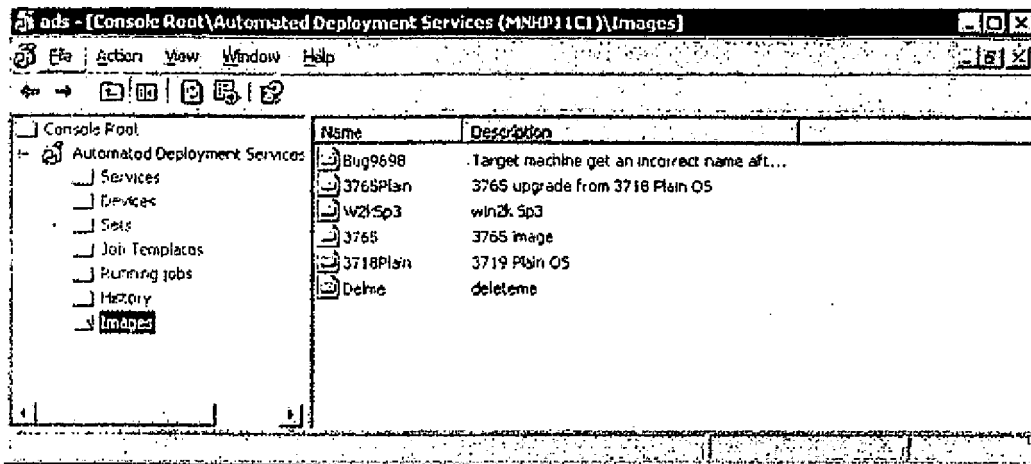 ads - [Console Root\Automated Deployment Services (MNHP11C1)\Images]
File Action View Window Help
Console Root
Automated Deployment Services
Services
Devices
Sets
Job Templates
Running jobs
History
Images
Name Description
Bug9698 Target machine get an incorrect name aft...
3765Plain 3765 upgrade from 3718 Plain OS
W2kSp3 win2k Sp3
3765 3765 image
3718Plain 3719 Plain OS
Delme deleteme